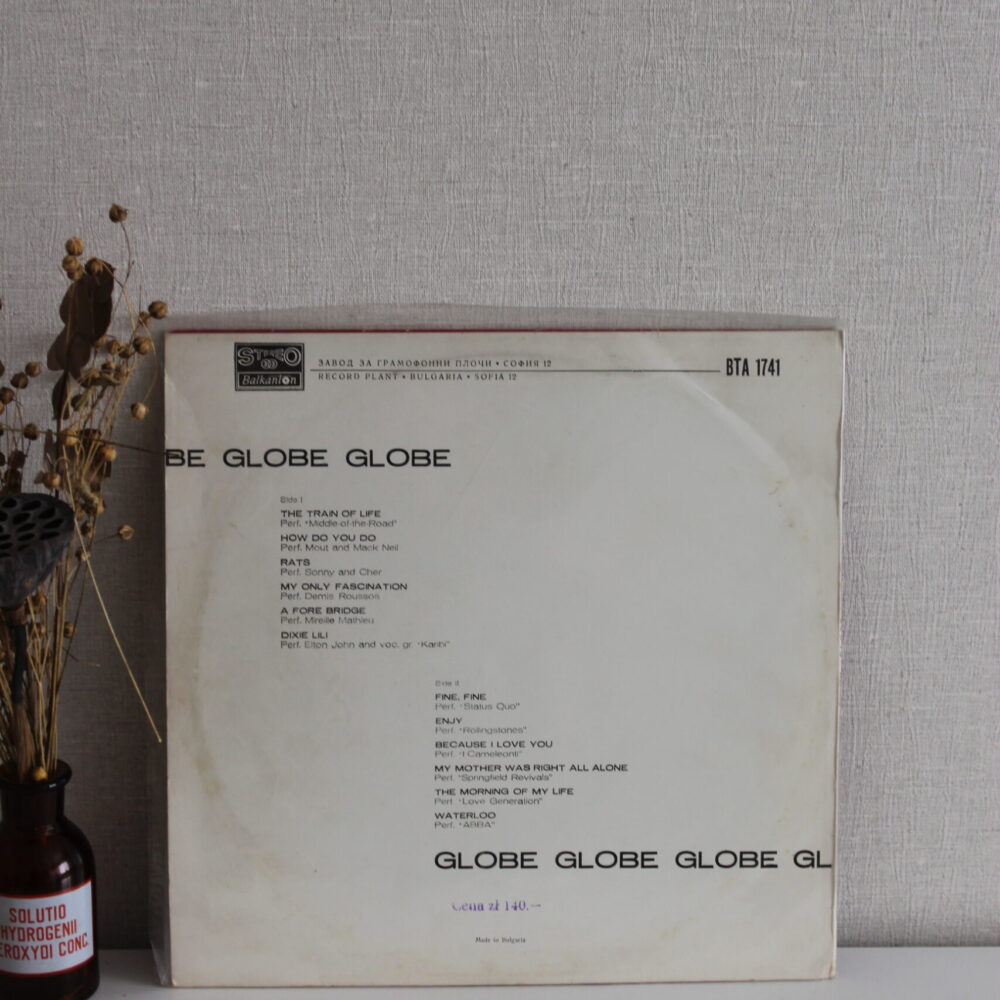 STEREO
Balkanton
ЗАВОД ЗА ГРАМОФОННИ ПЛОЧИ • СОФИЯ 12
RECORD PLANT • BULGARIA • SOFIA 12
ВТА 1741
BE GLOBE GLOBE
Side I
THE TRAIN OF LIFE
Perf. "Middle-of-the-Road"
HOW DO YOU DO
Perf. Mout and Mack Neil
RATS
Perf. Sonny and Cher
MY ONLY FASCINATION
Perf. Demis Roussos
A FORE BRIDGE
Perf. Mireille Mathieu
DIXIE LILI
Perf. Elton John and voc. gr. "Karibi"
Side II
FINE, FINE
Perf. "Status Quo"
ENJY
Perf. "Rollingstones"
BECAUSE I LOVE YOU
Perf. "I Cameleonti"
MY MOTHER WAS RIGHT ALL ALONE
Perf. "Springfield Revivals"
THE MORNING OF MY LIFE
Perf. "Love Generation"
WATERLOO
Perf. "ABBA"
GLOBE GLOBE GLOBE GL
Cena zł 140.—
Made in Bulgaria
SOLUTIO
HYDROGENII
EROXYDI CONC.